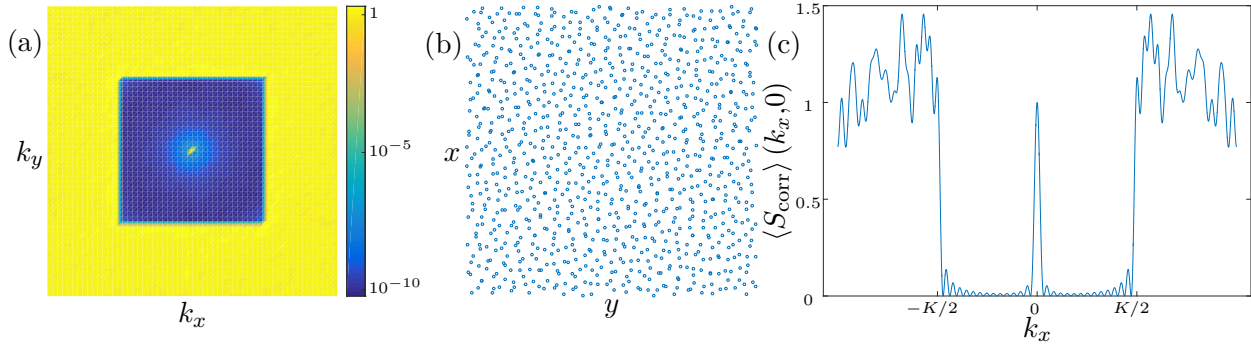 (a)
k_y
k_x
1
10^{-5}
10^{-10}
(b)
x
y
(c)
⟨S_corr⟩ (k_x, 0)
1.5
1
0.5
0
−K/2
0
K/2
k_x